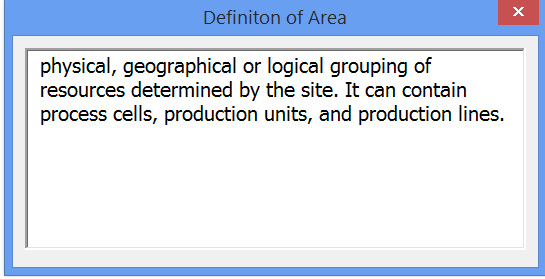 Definiton of Area
physical, geographical or logical grouping of
resources determined by the site. It can contain
process cells, production units, and production lines.